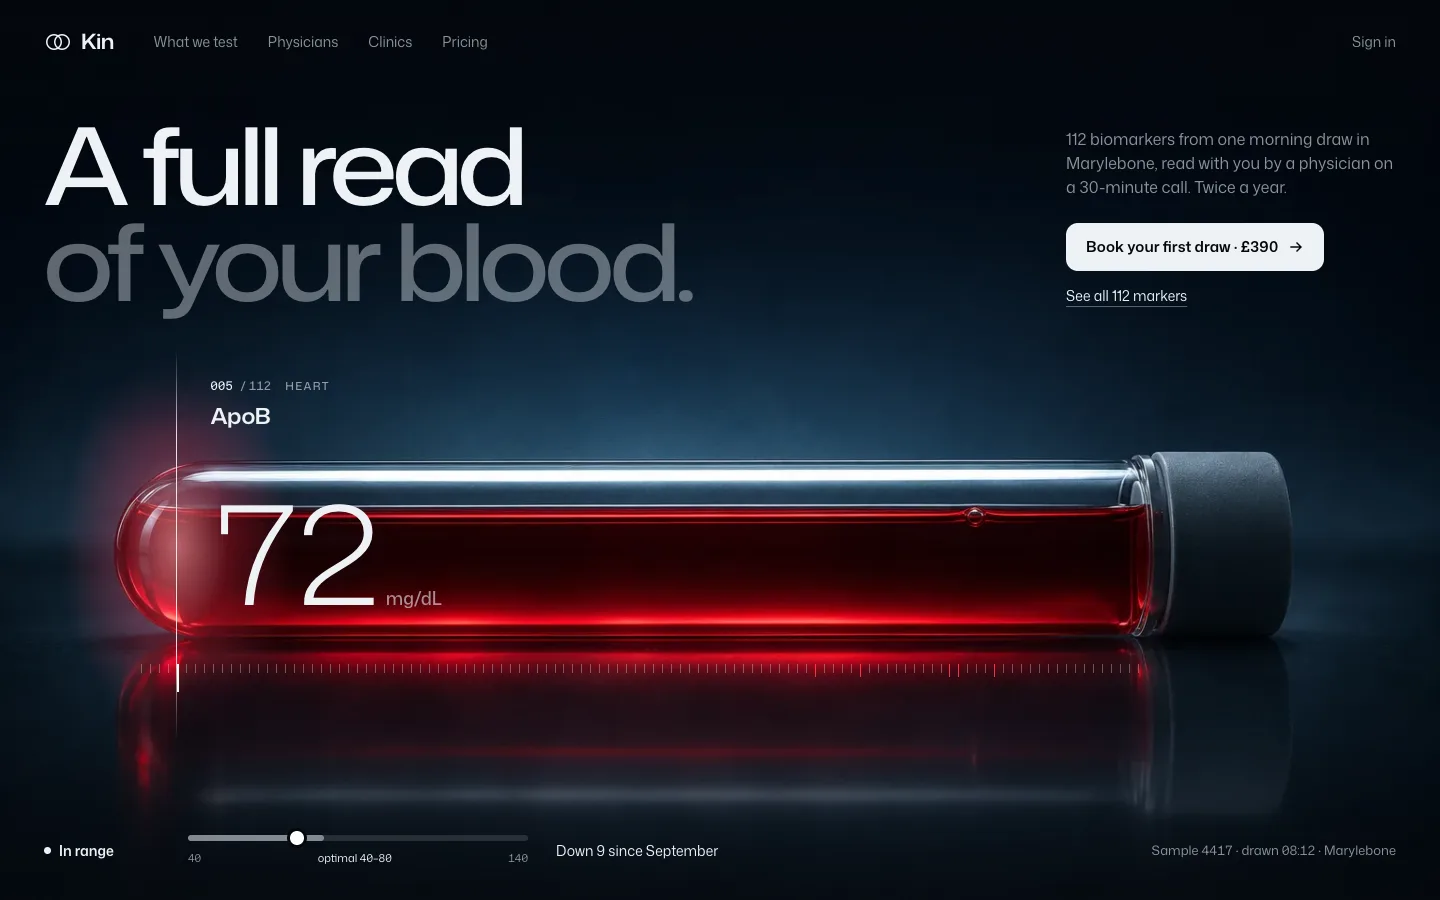 Kin
What we test
Physicians
Clinics
Pricing
Sign in
A full read
of your blood.
112 biomarkers from one morning draw in
Marylebone, read with you by a physician on
a 30-minute call. Twice a year.
Book your first draw · £390 →
See all 112 markers
005 / 112 HEART
ApoB
72 mg/dL
In range
40
optimal 40–80
140
Down 9 since September
Sample 4417 · drawn 08:12 · Marylebone